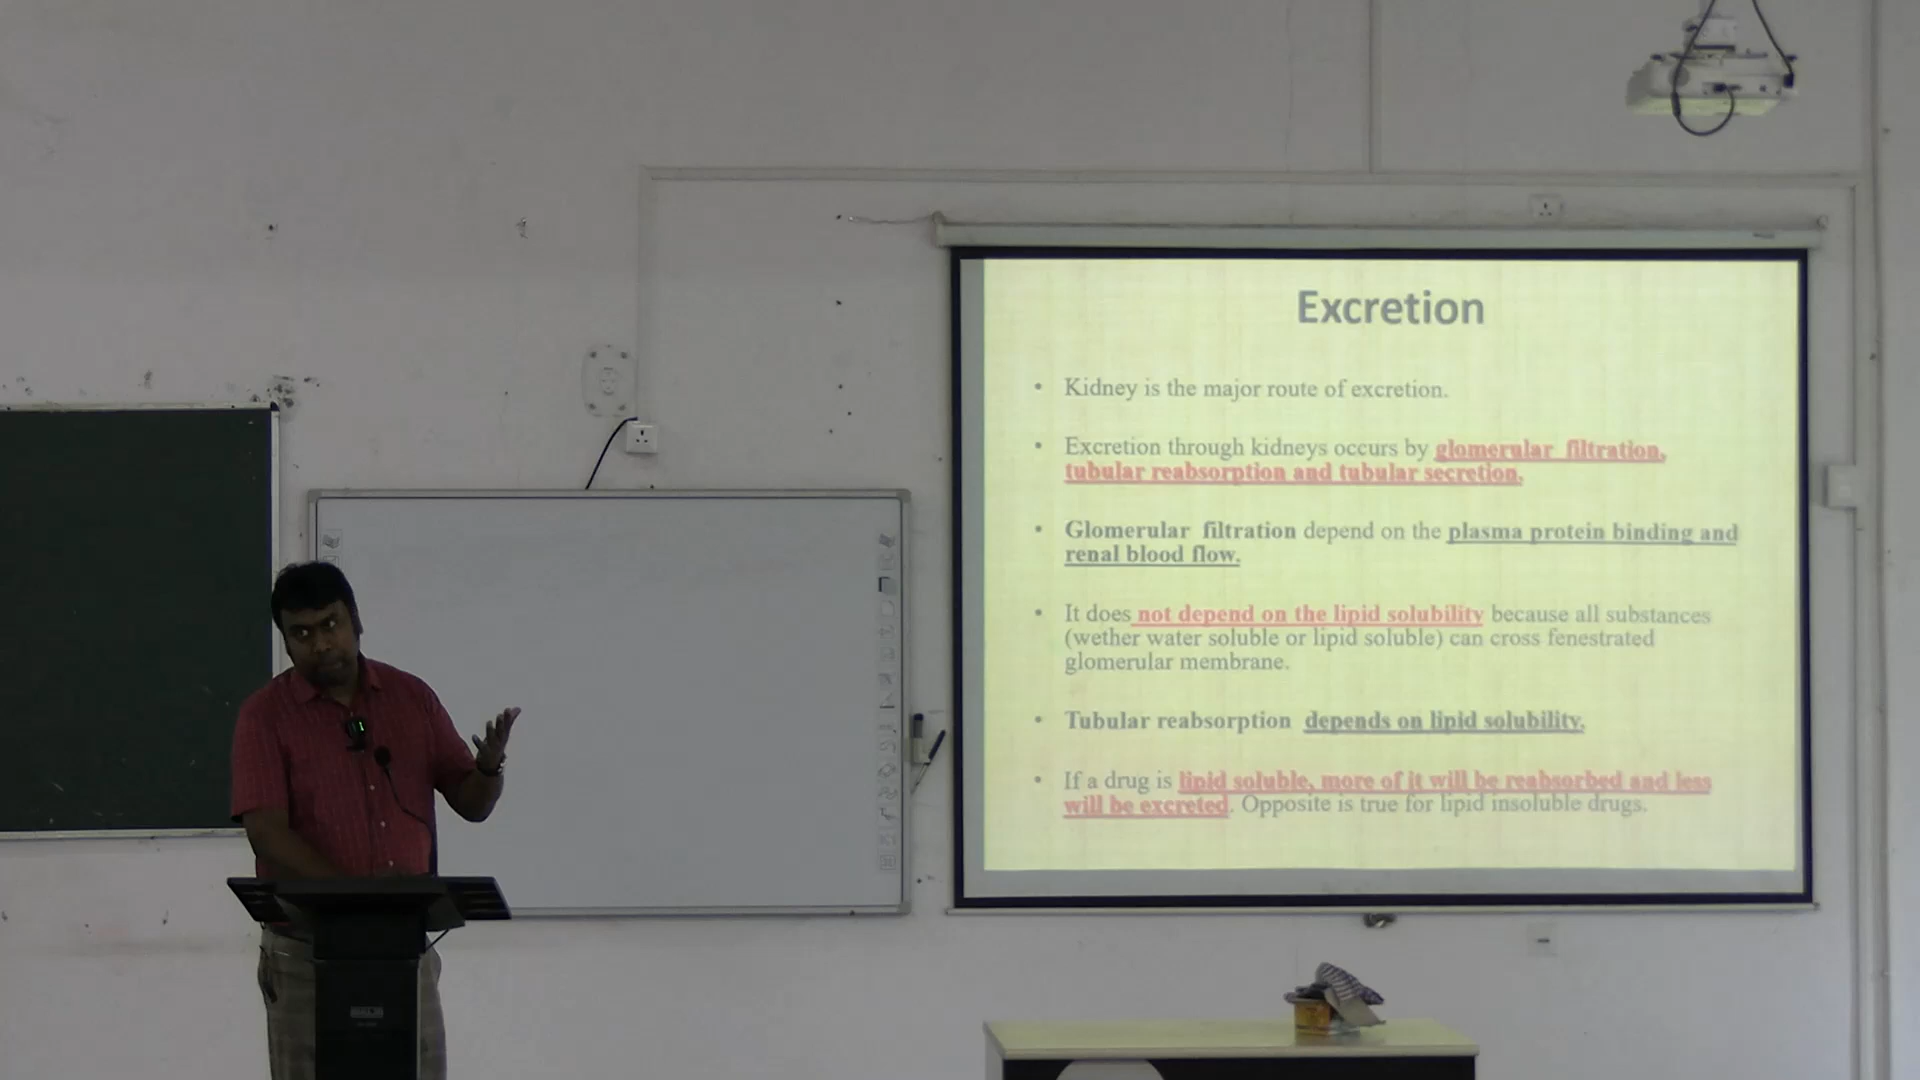 Excretion
• Kidney is the major route of excretion.
• Excretion through kidneys occurs by glomerular filtration,
tubular reabsorption and tubular secretion.
• Glomerular filtration depend on the plasma protein binding and
renal blood flow.
• It does not depend on the lipid solubility because all substances
(wether water soluble or lipid soluble) can cross fenestrated
glomerular membrane.
• Tubular reabsorption depends on lipid solubility.
• If a drug is lipid soluble, more of it will be reabsorbed and less
will be excreted. Opposite is true for lipid insoluble drugs.